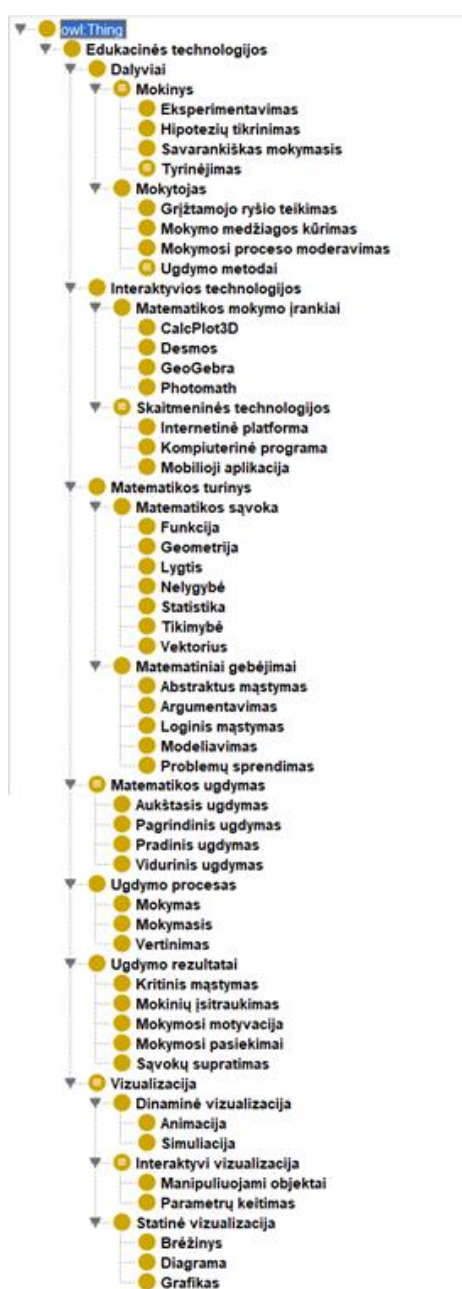 owl:Thing
Edukacinės technologijos
Dalyviai
Mokinys
Eksperimentavimas
Hipotezių tikrinimas
Savarankiškas mokymasis
Tyrinėjimas
Mokytojas
Grįžtamojo ryšio teikimas
Mokymo medžiagos kūrimas
Mokymosi proceso moderavimas
Ugdymo metodai
Interaktyvios technologijos
Matematikos mokymo įrankiai
CalcPlot3D
Desmos
GeoGebra
Photomath
Skaitmeninės technologijos
Internetinė platforma
Kompiuterinė programa
Mobilioji aplikacija
Matematikos turinys
Matematikos sąvoka
Funkcija
Geometrija
Lygtis
Nelygybė
Statistika
Tikimybė
Vektorius
Matematiniai gebėjimai
Abstraktus mąstymas
Argumentavimas
Loginis mąstymas
Modeliavimas
Problemų sprendimas
Matematikos ugdymas
Aukštasis ugdymas
Pagrindinis ugdymas
Pradinis ugdymas
Vidurinis ugdymas
Ugdymo procesas
Mokymas
Mokymasis
Vertinimas
Ugdymo rezultatai
Kritinis mąstymas
Mokinių įsitraukimas
Mokymosi motyvacija
Mokymosi pasiekimai
Sąvokų supratimas
Vizualizacija
Dinaminė vizualizacija
Animacija
Simuliacija
Interaktyvi vizualizacija
Manipuliuojami objektai
Parametrų keitimas
Statinė vizualizacija
Brėžinys
Diagrama
Grafikas